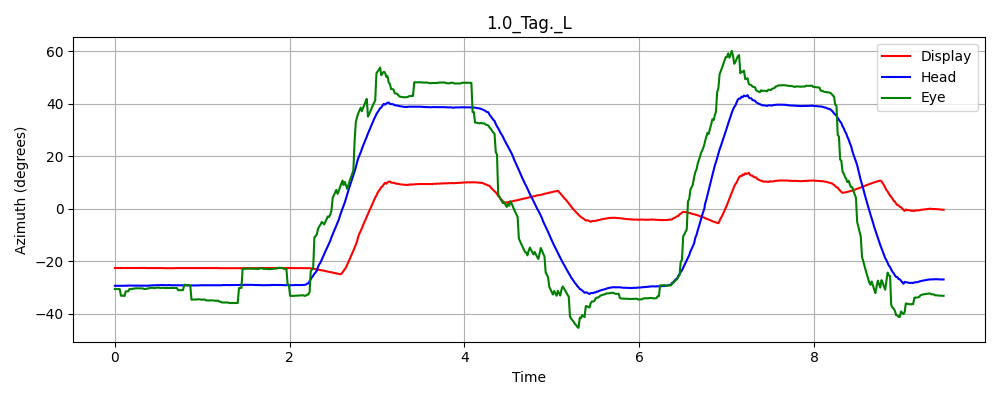 1.0_Tag._L
Display
Head
Eye
Azimuth (degrees)
60
40
20
0
−20
−40
0 2 4 6 8
Time